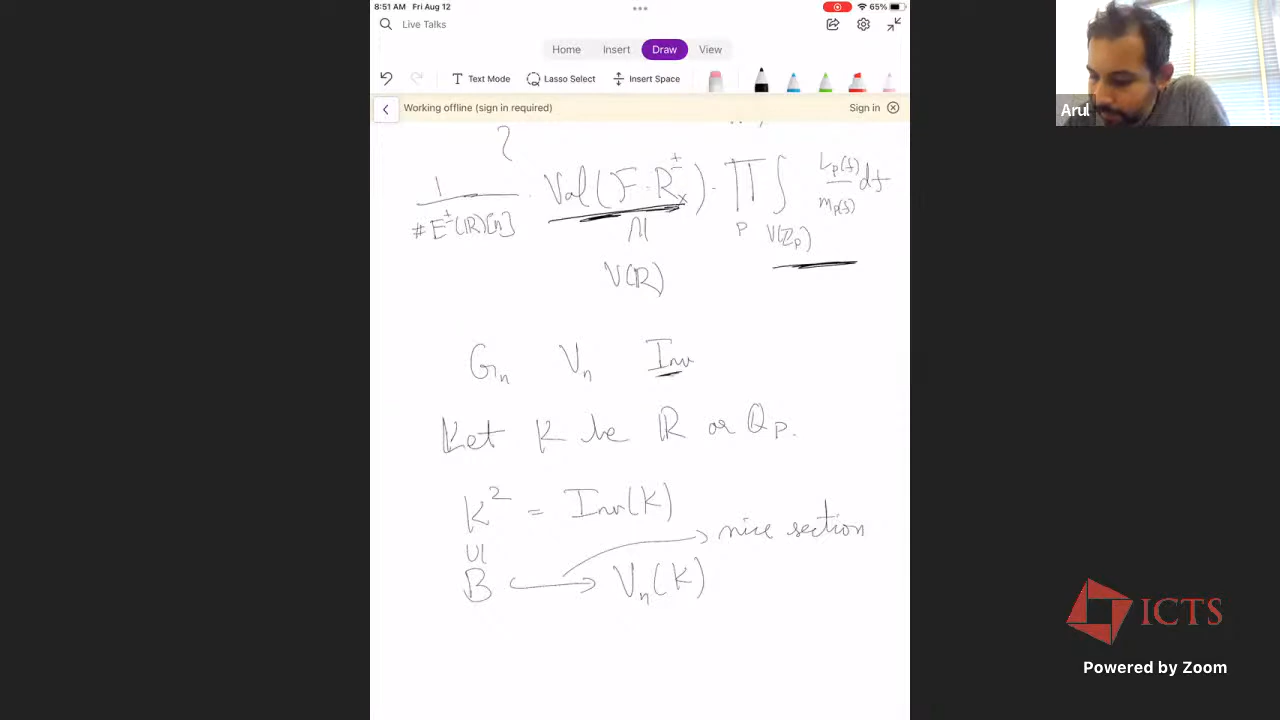 8:51 AM Fri Aug 12
65%
Live Talks
Home Insert Draw View
Text Mode Lasso Select Insert Space
Working offline (sign in required) Sign in
Arul
1 / #E^±(ℝ)[n] · Vol(F·R_X^±) · ∏_p ∫_{V(ℤ_p)} L_p(f)/m_p(f) df
V(ℝ)
G_n V_n Inv
Let K be ℝ or ℚ_p.
K² = Inv(K)
nice section
B ↪ V_n(K)
ICTS
Powered by Zoom